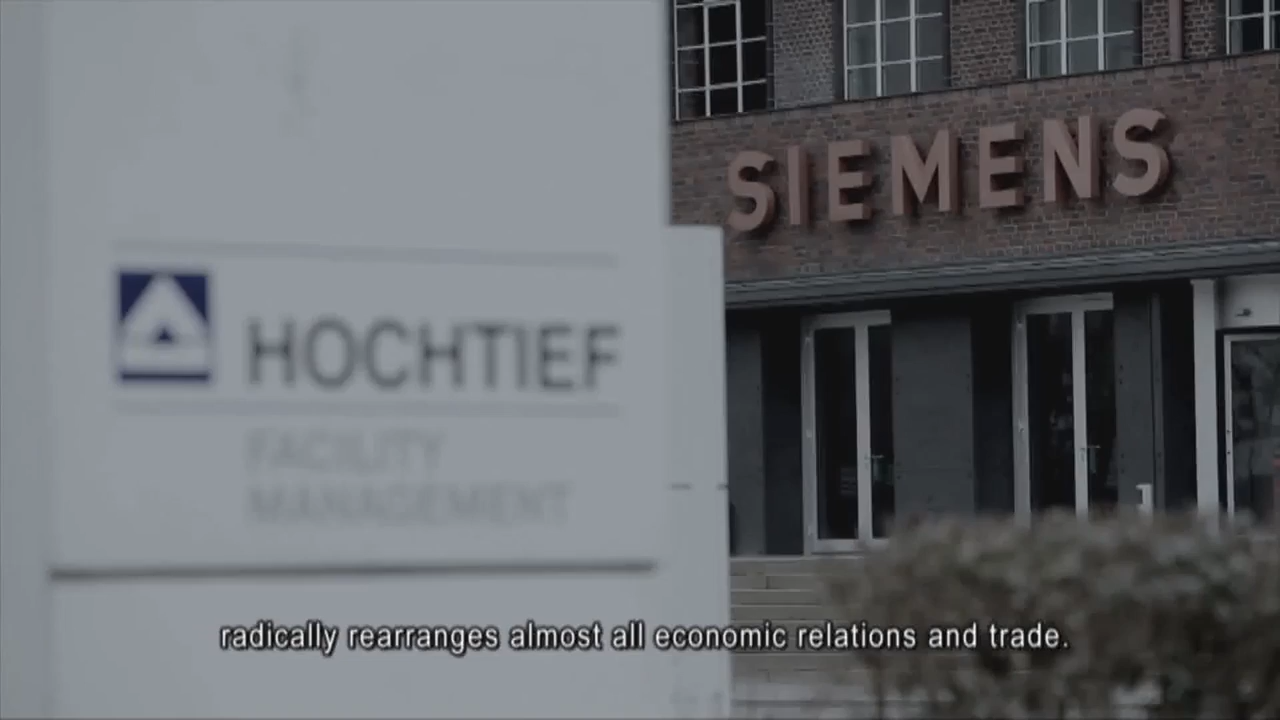 SIEMENS
HOCHTIEF
FACILITY
MANAGEMENT
radically rearranges almost all economic relations and trade.